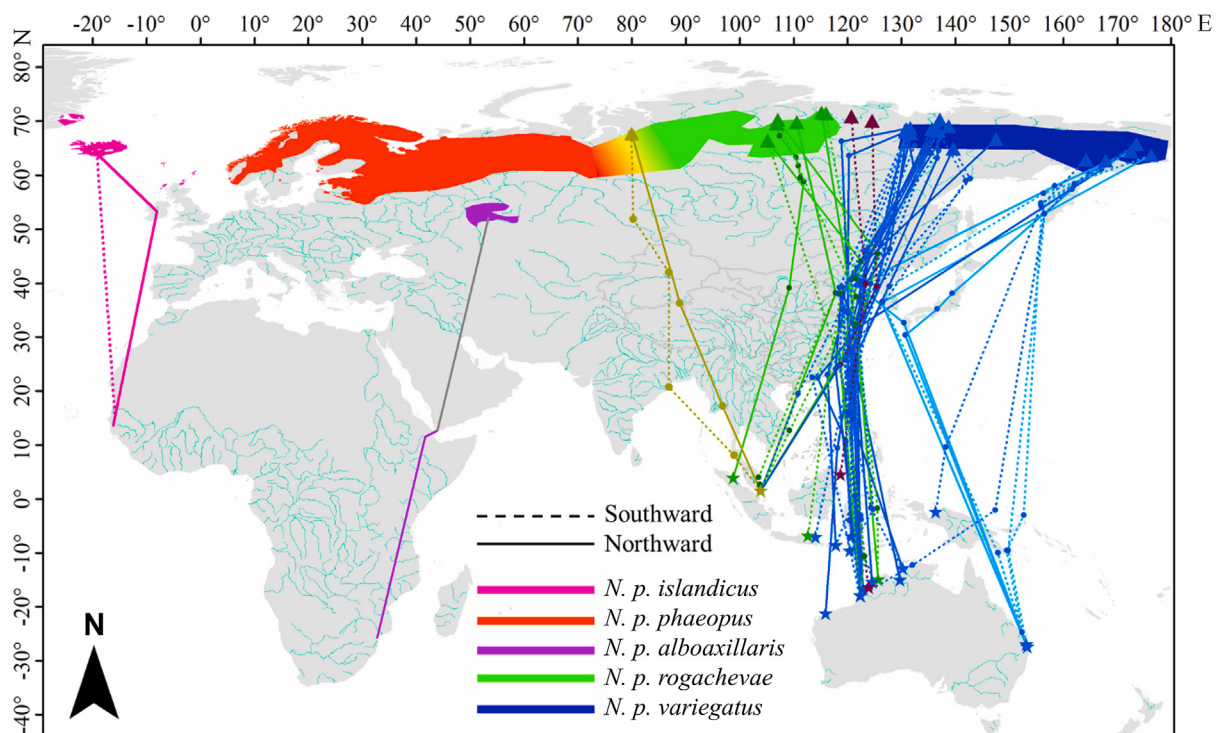 -20° -10° 0° 10° 20° 30° 40° 50° 60° 70° 80° 90° 100° 110° 120° 130° 140° 150° 160° 170° 180° E
N
80°
70°
60°
50°
40°
30°
20°
10°
0°
-10°
-20°
-30°
-40°
Southward
Northward
N. p. islandicus
N. p. phaeopus
N. p. alboaxillaris
N. p. rogachevae
N. p. variegatus
N